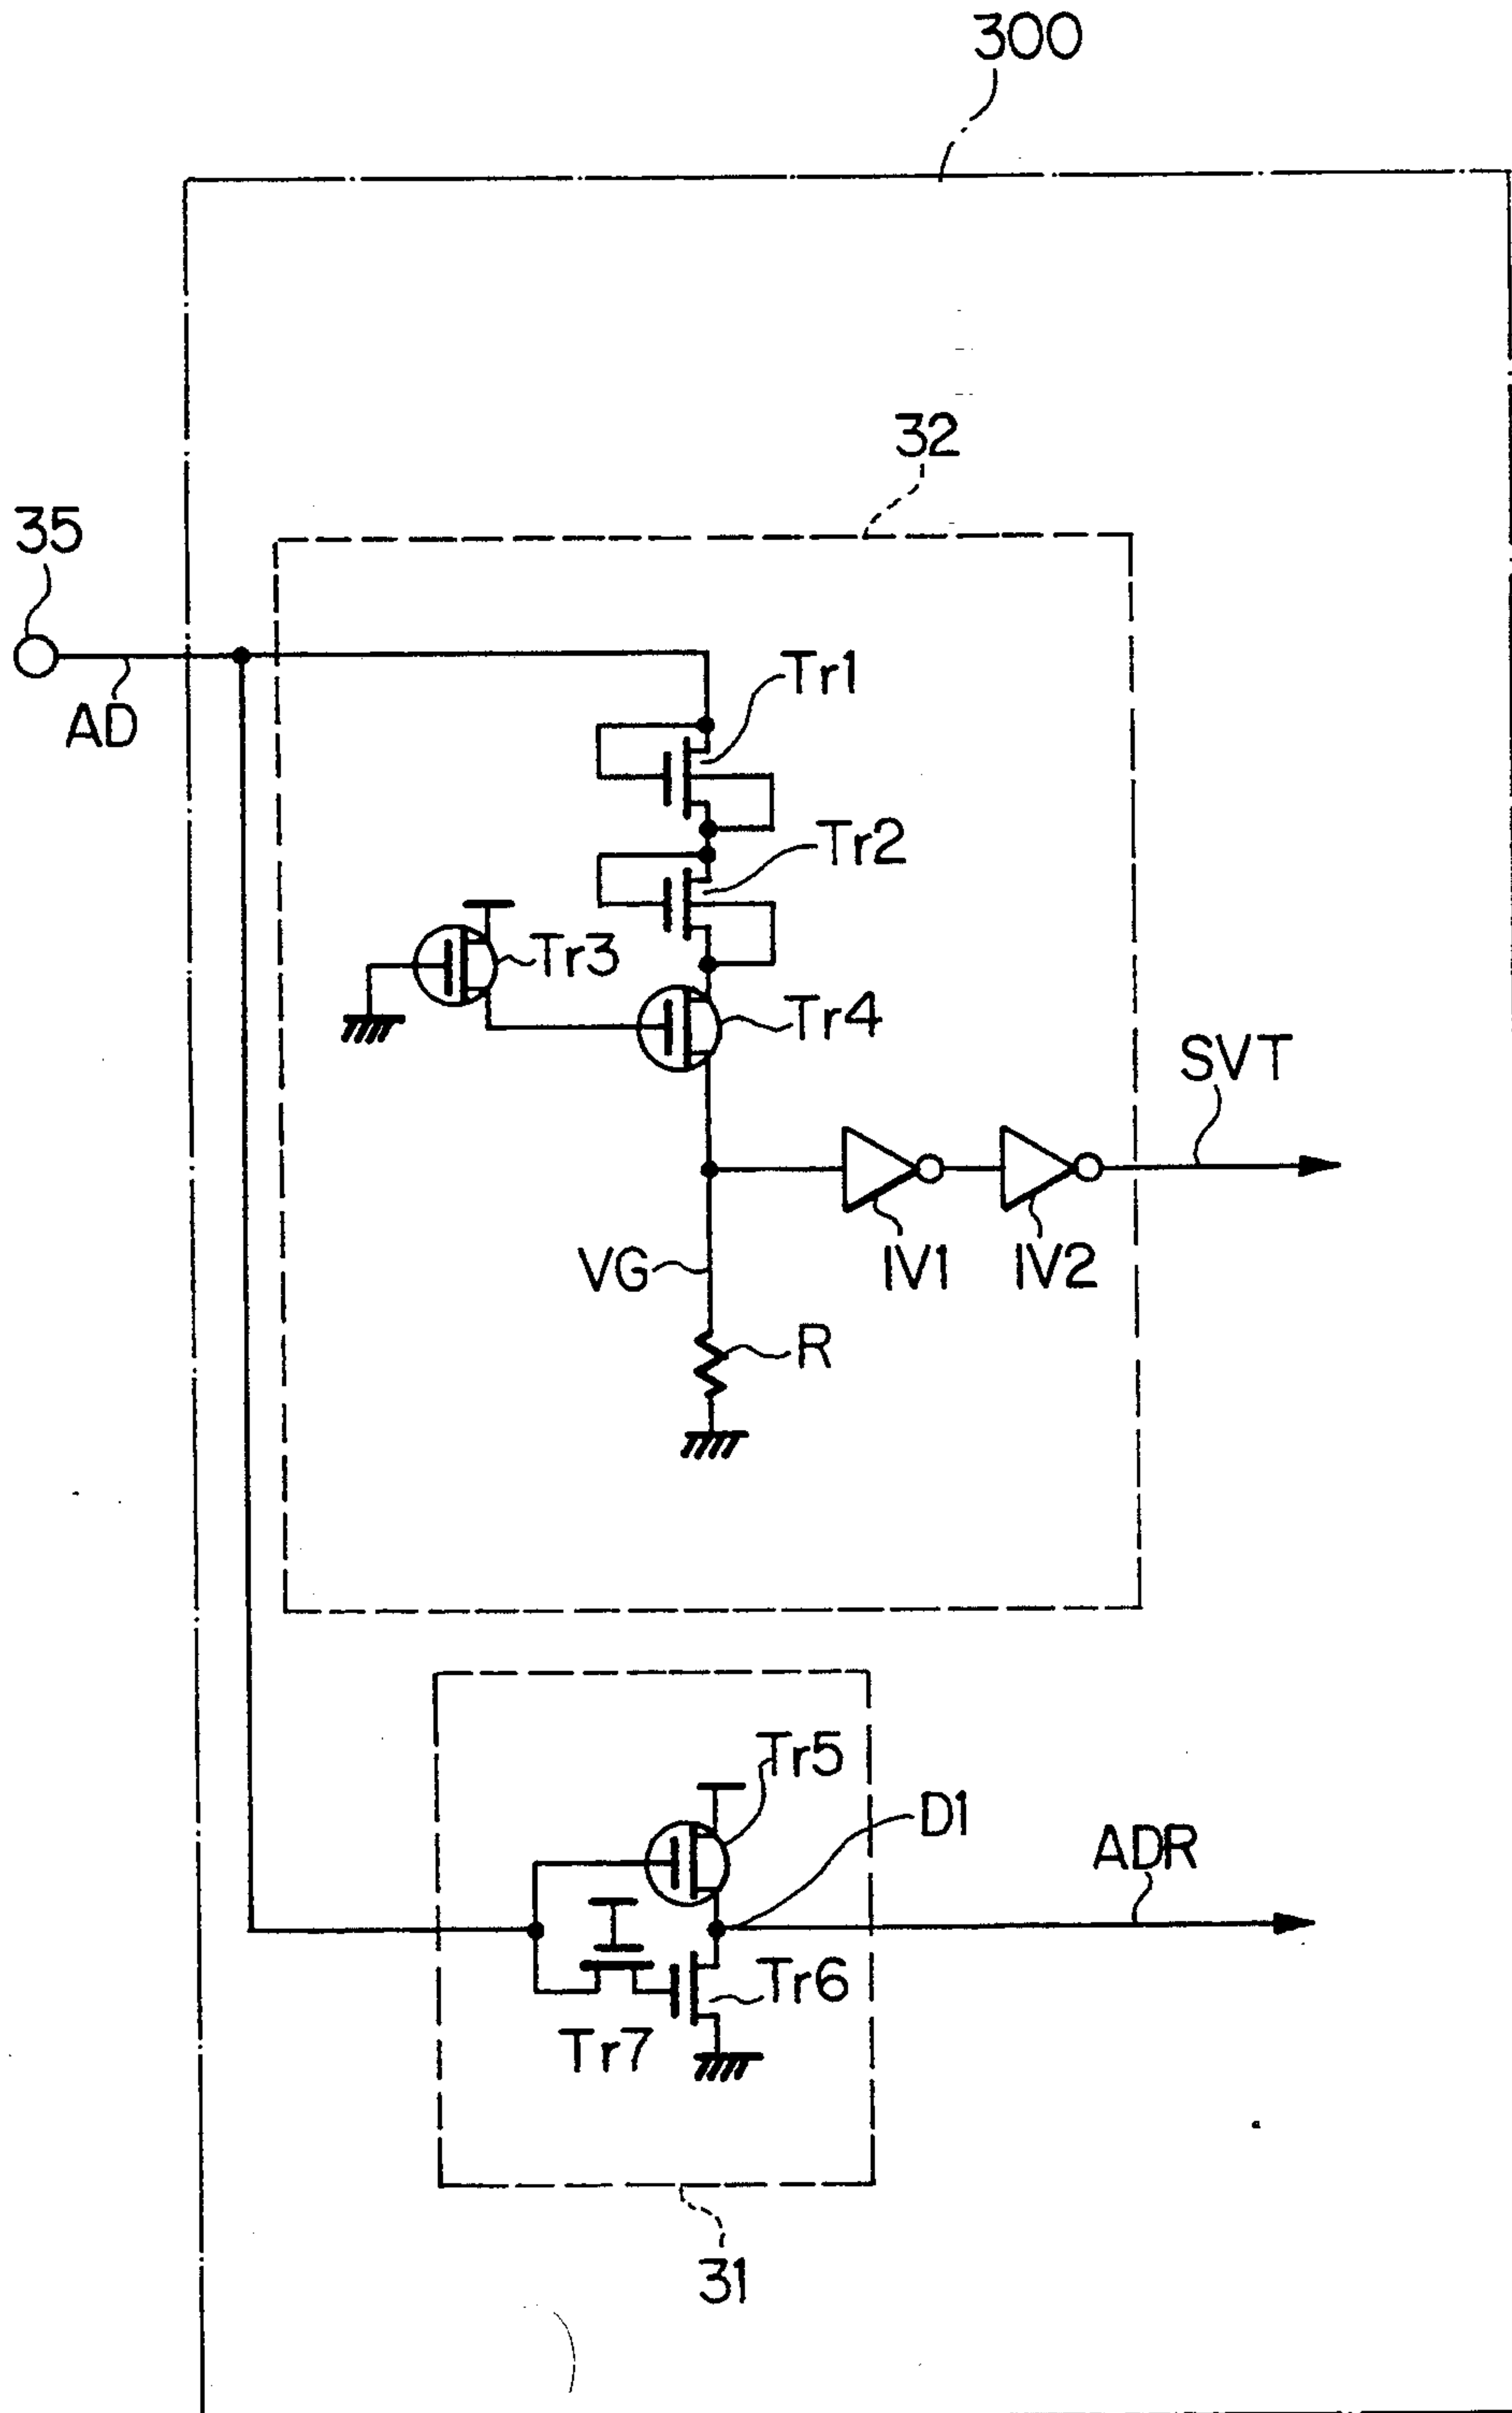 300
32
35
AD
Tr1
Tr2
Tr3
Tr4
SVT
VG
IV1
IV2
R
Tr5
D1
ADR
Tr6
Tr7
31